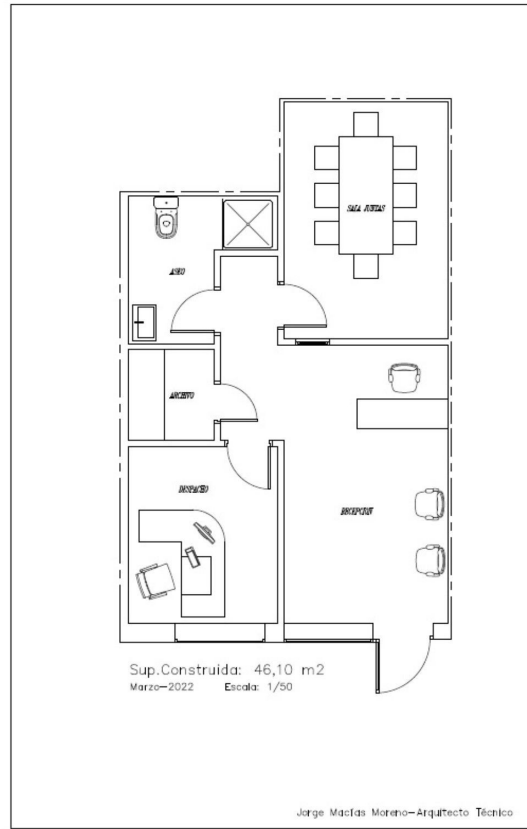 SALA JUNTAS
ASEO
ARCHIVO
DESPACHO
RECEPCION
Sup.Construida: 46,10 m2
Marzo-2022 Escala: 1/50
Jorge Macías Moreno-Arquitecto Técnico